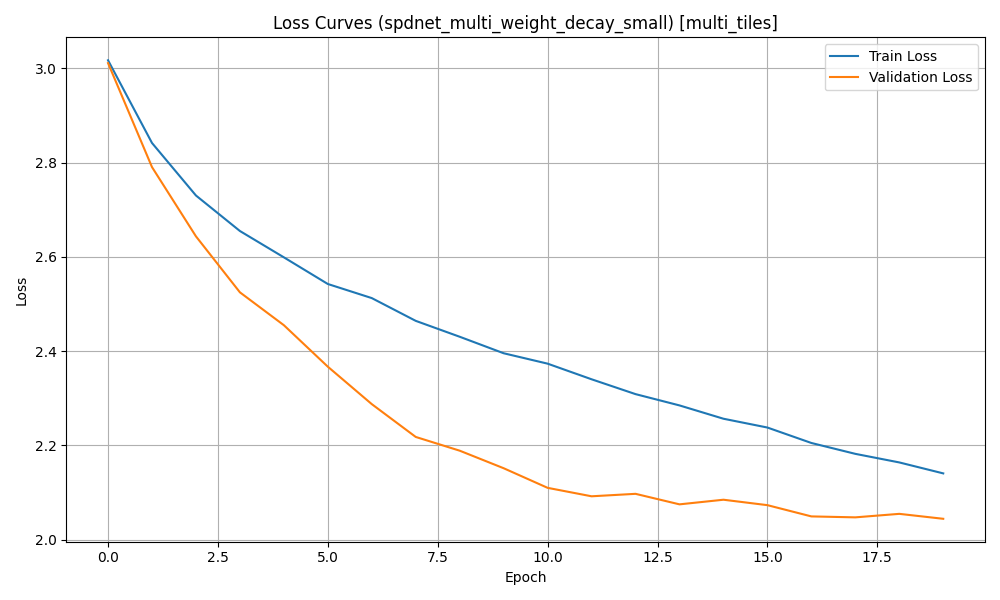 Loss Curves (spdnet_multi_weight_decay_small) [multi_tiles]
Train Loss
Validation Loss
3.0
2.8
2.6
2.4
2.2
2.0
Loss
0.0 2.5 5.0 7.5 10.0 12.5 15.0 17.5
Epoch